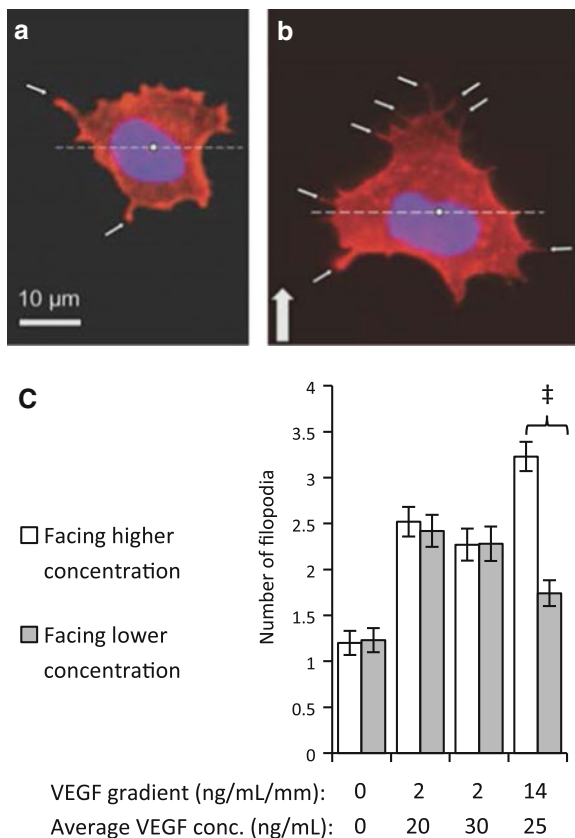 a
b
10 µm
C
‡
4
3.5
3
2.5
2
1.5
1
0.5
0
Number of filopodia
Facing higher
concentration
Facing lower
concentration
VEGF gradient (ng/mL/mm): 0 2 2 14
Average VEGF conc. (ng/mL): 0 20 30 25